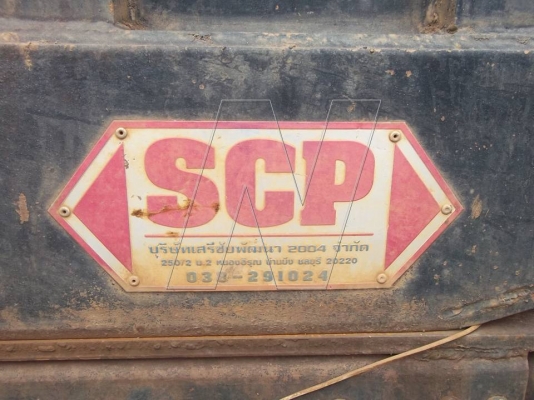 SCP
บริษัทเสรีชัยพัฒนา 2004 จำกัด
250/2 ม.2 หนองอิรุณ บ้านบึง ชลบุรี 20220
038-291024